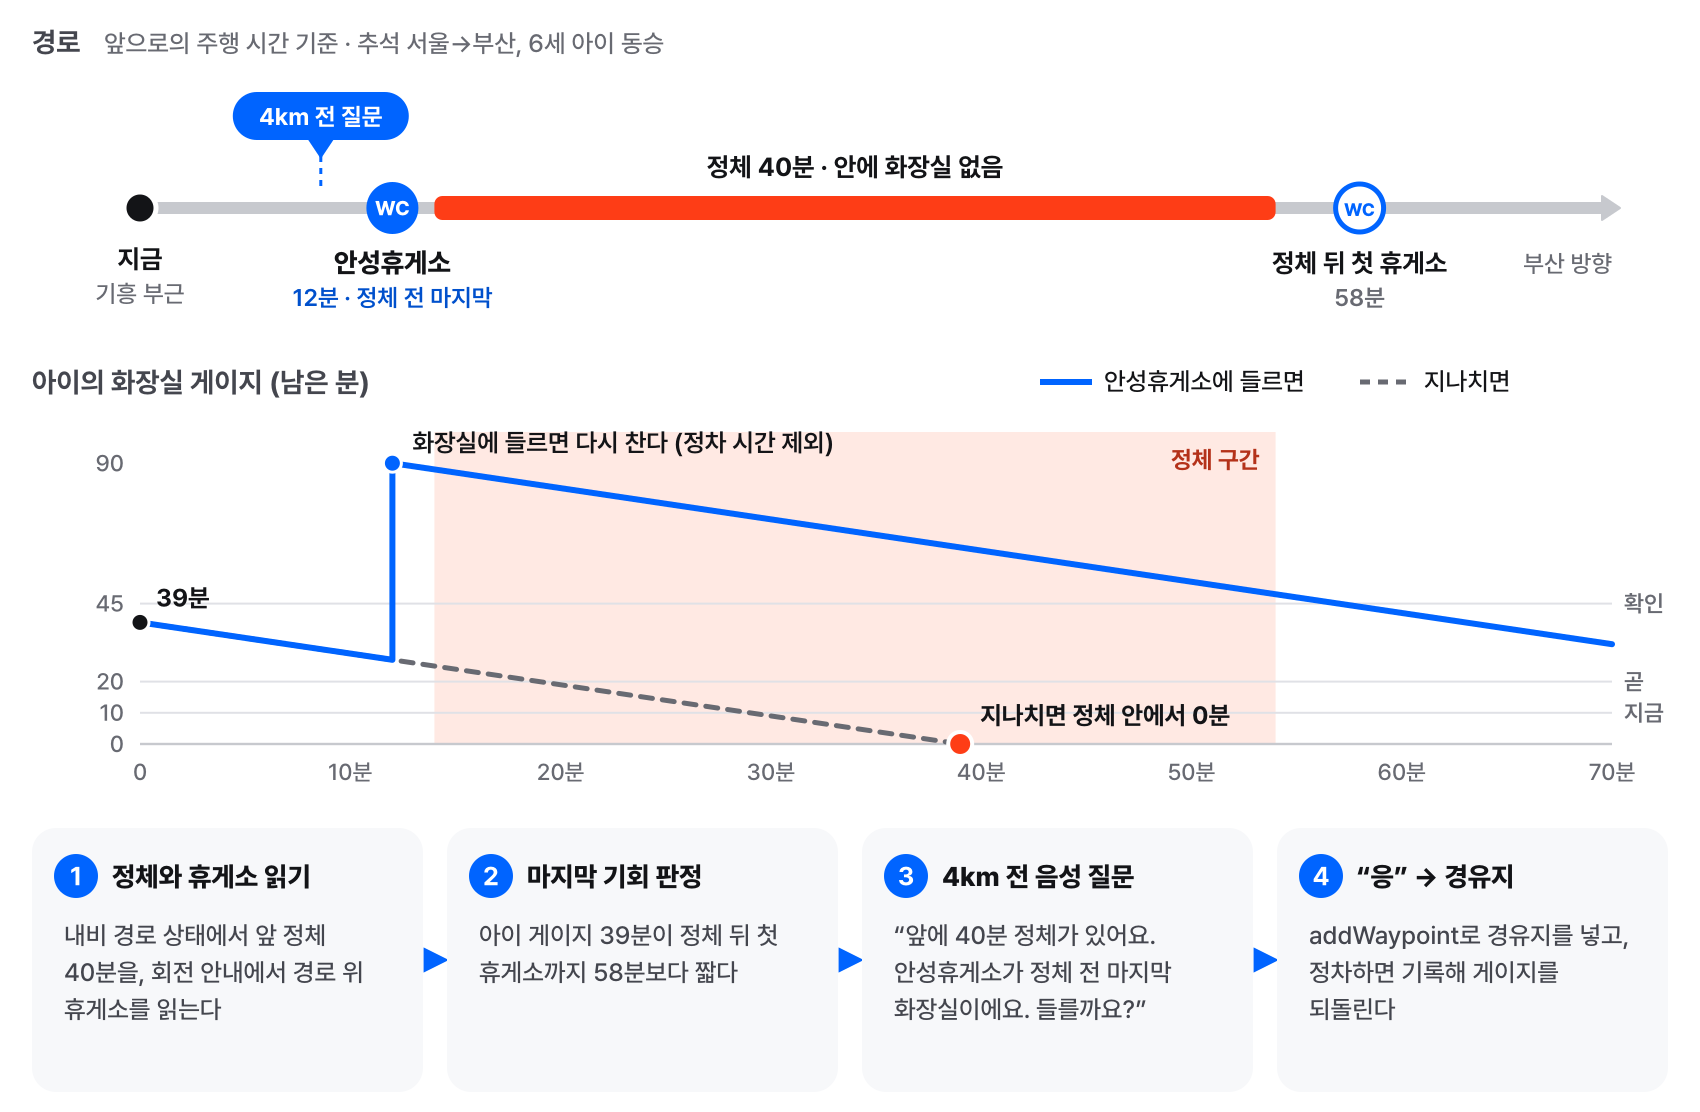 경로 앞으로의 주행 시간 기준 · 추석 서울→부산, 6세 아이 동승
4km 전 질문
정체 40분 · 안에 화장실 없음
WC
WC
지금
기흥 부근
안성휴게소
12분 · 정체 전 마지막
정체 뒤 첫 휴게소
58분
부산 방향
아이의 화장실 게이지 (남은 분)
안성휴게소에 들르면
지나치면
화장실에 들르면 다시 찬다 (정차 시간 제외)
정체 구간
90
39분
45
확인
20
곧
10
지금
지나치면 정체 안에서 0분
0
0 10분 20분 30분 40분 50분 60분 70분
1 정체와 휴게소 읽기
내비 경로 상태에서 앞 정체
40분을, 회전 안내에서 경로 위
휴게소를 읽는다
2 마지막 기회 판정
아이 게이지 39분이 정체 뒤 첫
휴게소까지 58분보다 짧다
3 4km 전 음성 질문
“앞에 40분 정체가 있어요.
안성휴게소가 정체 전 마지막
화장실이에요. 들를까요?”
4 “응” → 경유지
addWaypoint로 경유지를 넣고,
정차하면 기록해 게이지를
되돌린다